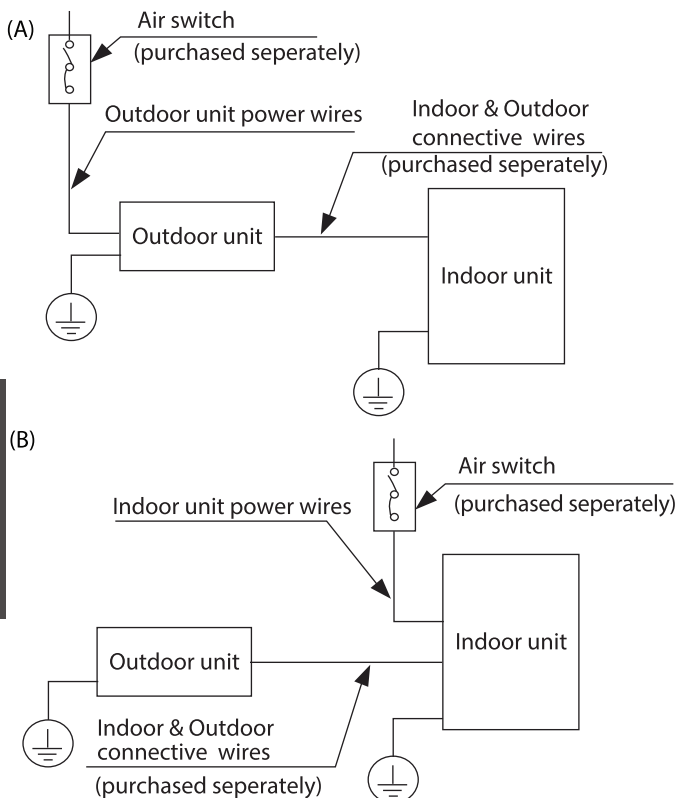 (A)
Air switch
(purchased seperately)
Outdoor unit power wires
Indoor & Outdoor
connective wires
(purchased seperately)
Outdoor unit
Indoor unit
(B)
Air switch
(purchased seperately)
Indoor unit power wires
Indoor unit
Outdoor unit
Indoor & Outdoor
connective wires
(purchased seperately)